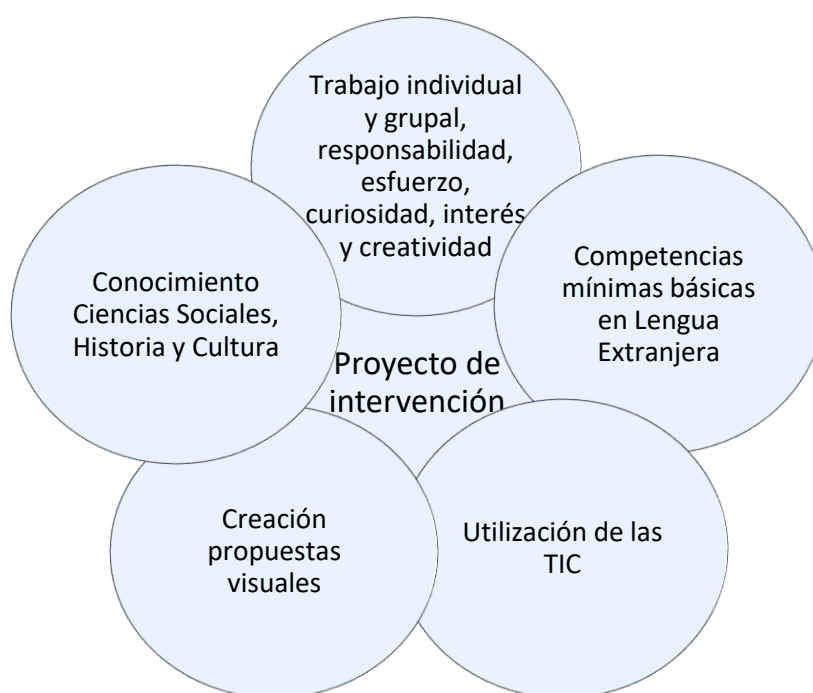 Trabajo individual
y grupal,
responsabilidad,
esfuerzo,
curiosidad, interés
y creatividad
Conocimiento
Ciencias Sociales,
Historia y Cultura
Competencias
mínimas básicas
en Lengua
Extranjera
Proyecto de
intervención
Creación
propuestas
visuales
Utilización de las
TIC